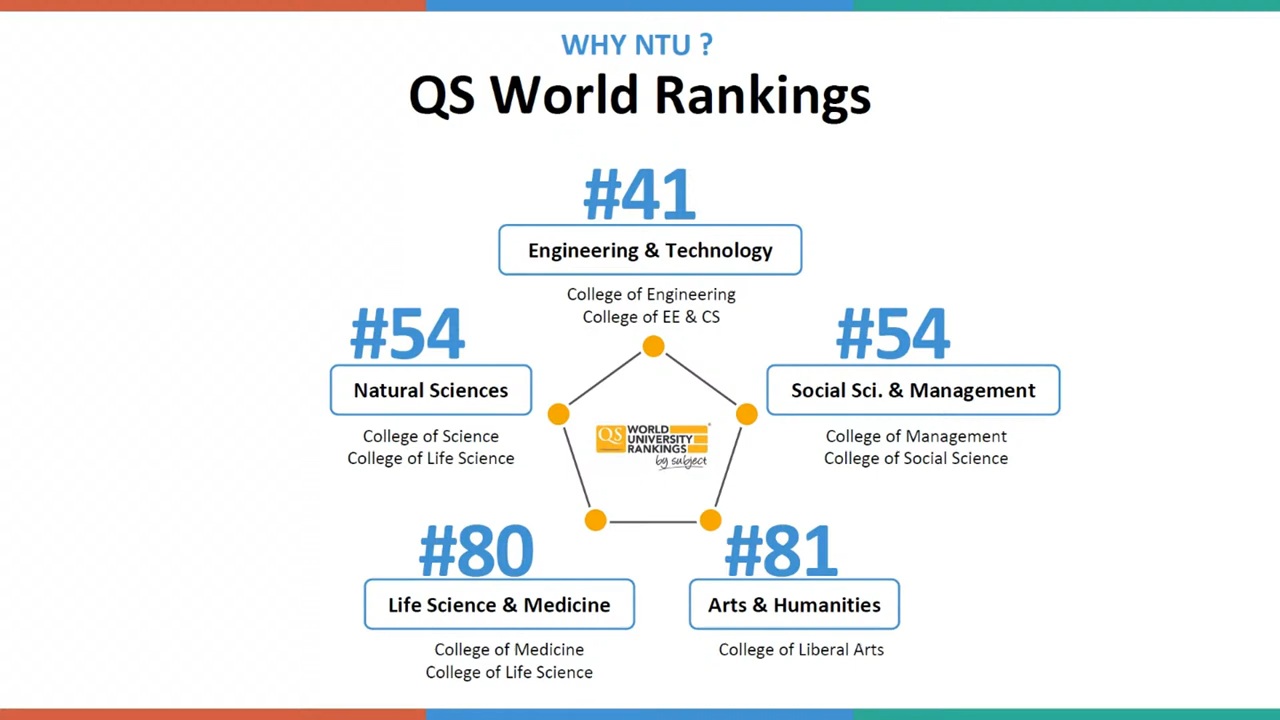 WHY NTU ?
QS World Rankings
#41
Engineering & Technology
College of Engineering
College of EE & CS
#54
Natural Sciences
College of Science
College of Life Science
#54
Social Sci. & Management
College of Management
College of Social Science
QS
WORLD
UNIVERSITY
RANKINGS
by subject
#80
Life Science & Medicine
College of Medicine
College of Life Science
#81
Arts & Humanities
College of Liberal Arts